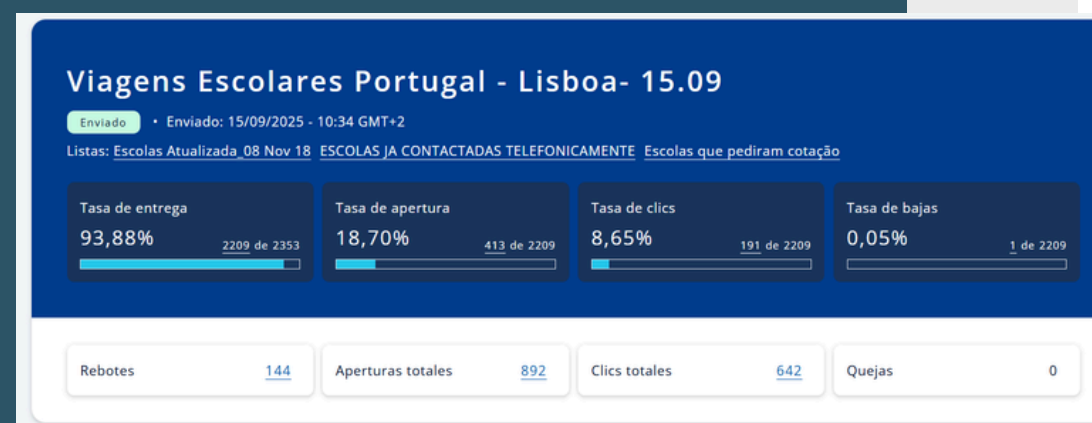 Viagens Escolares Portugal - Lisboa- 15.09
Enviado • Enviado: 15/09/2025 - 10:34 GMT+2
Listas: Escolas Atualizada_08 Nov 18 ESCOLAS JA CONTACTADAS TELEFONICAMENTE Escolas que pediram cotação
Tasa de entrega
93,88% 2209 de 2353
Tasa de apertura
18,70% 413 de 2209
Tasa de clics
8,65% 191 de 2209
Tasa de bajas
0,05% 1 de 2209
Rebotes 144
Aperturas totales 892
Clics totales 642
Quejas 0